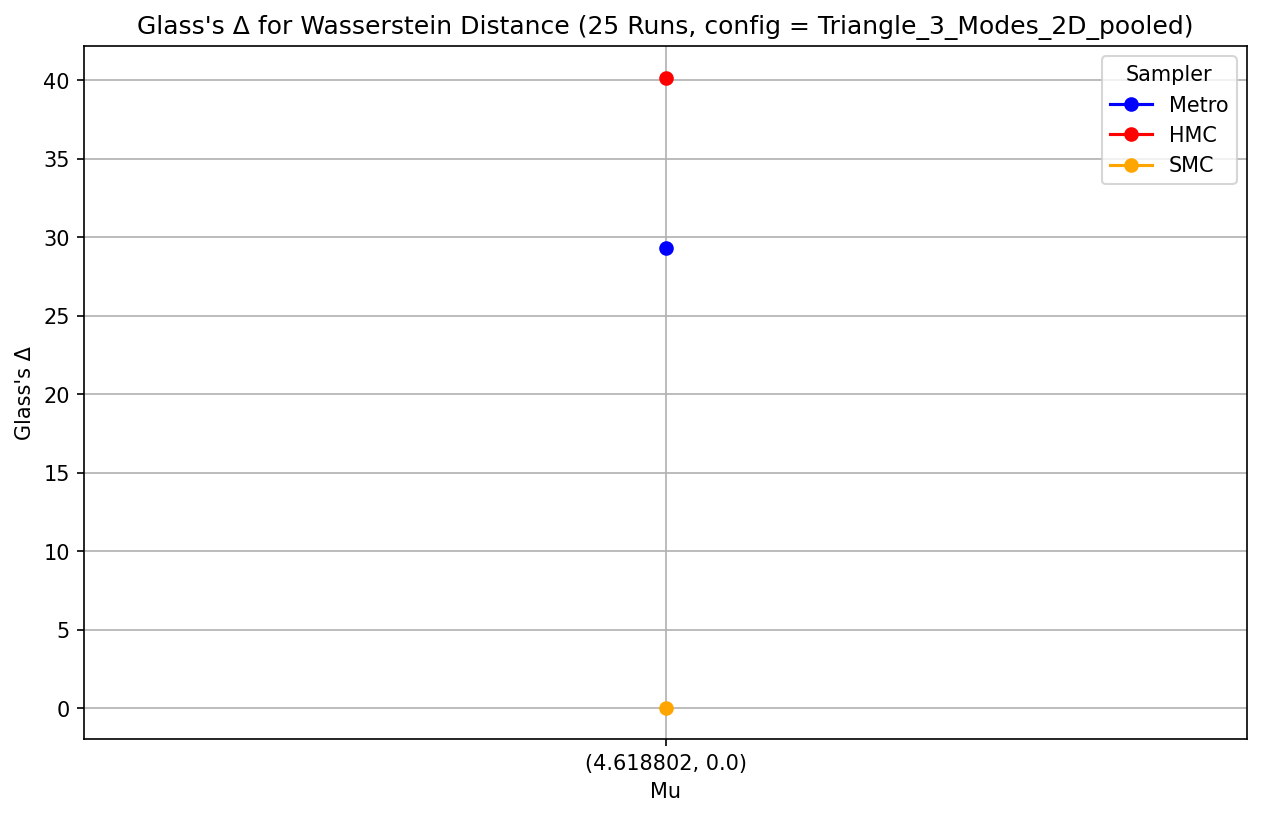 Glass's Δ for Wasserstein Distance (25 Runs, config = Triangle_3_Modes_2D_pooled)
Glass's Δ
40
35
30
25
20
15
10
5
0
Sampler
Metro
HMC
SMC
(4.618802, 0.0)
Mu